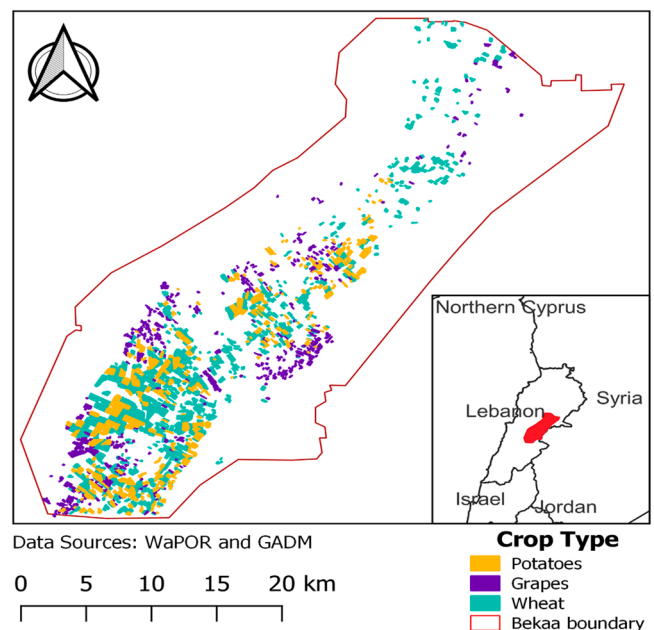 Northern Cyprus
Syria
Lebanon
Israel
Jordan
Data Sources: WaPOR and GADM
Crop Type
Potatoes
Grapes
Wheat
Bekaa boundary
0 5 10 15 20 km